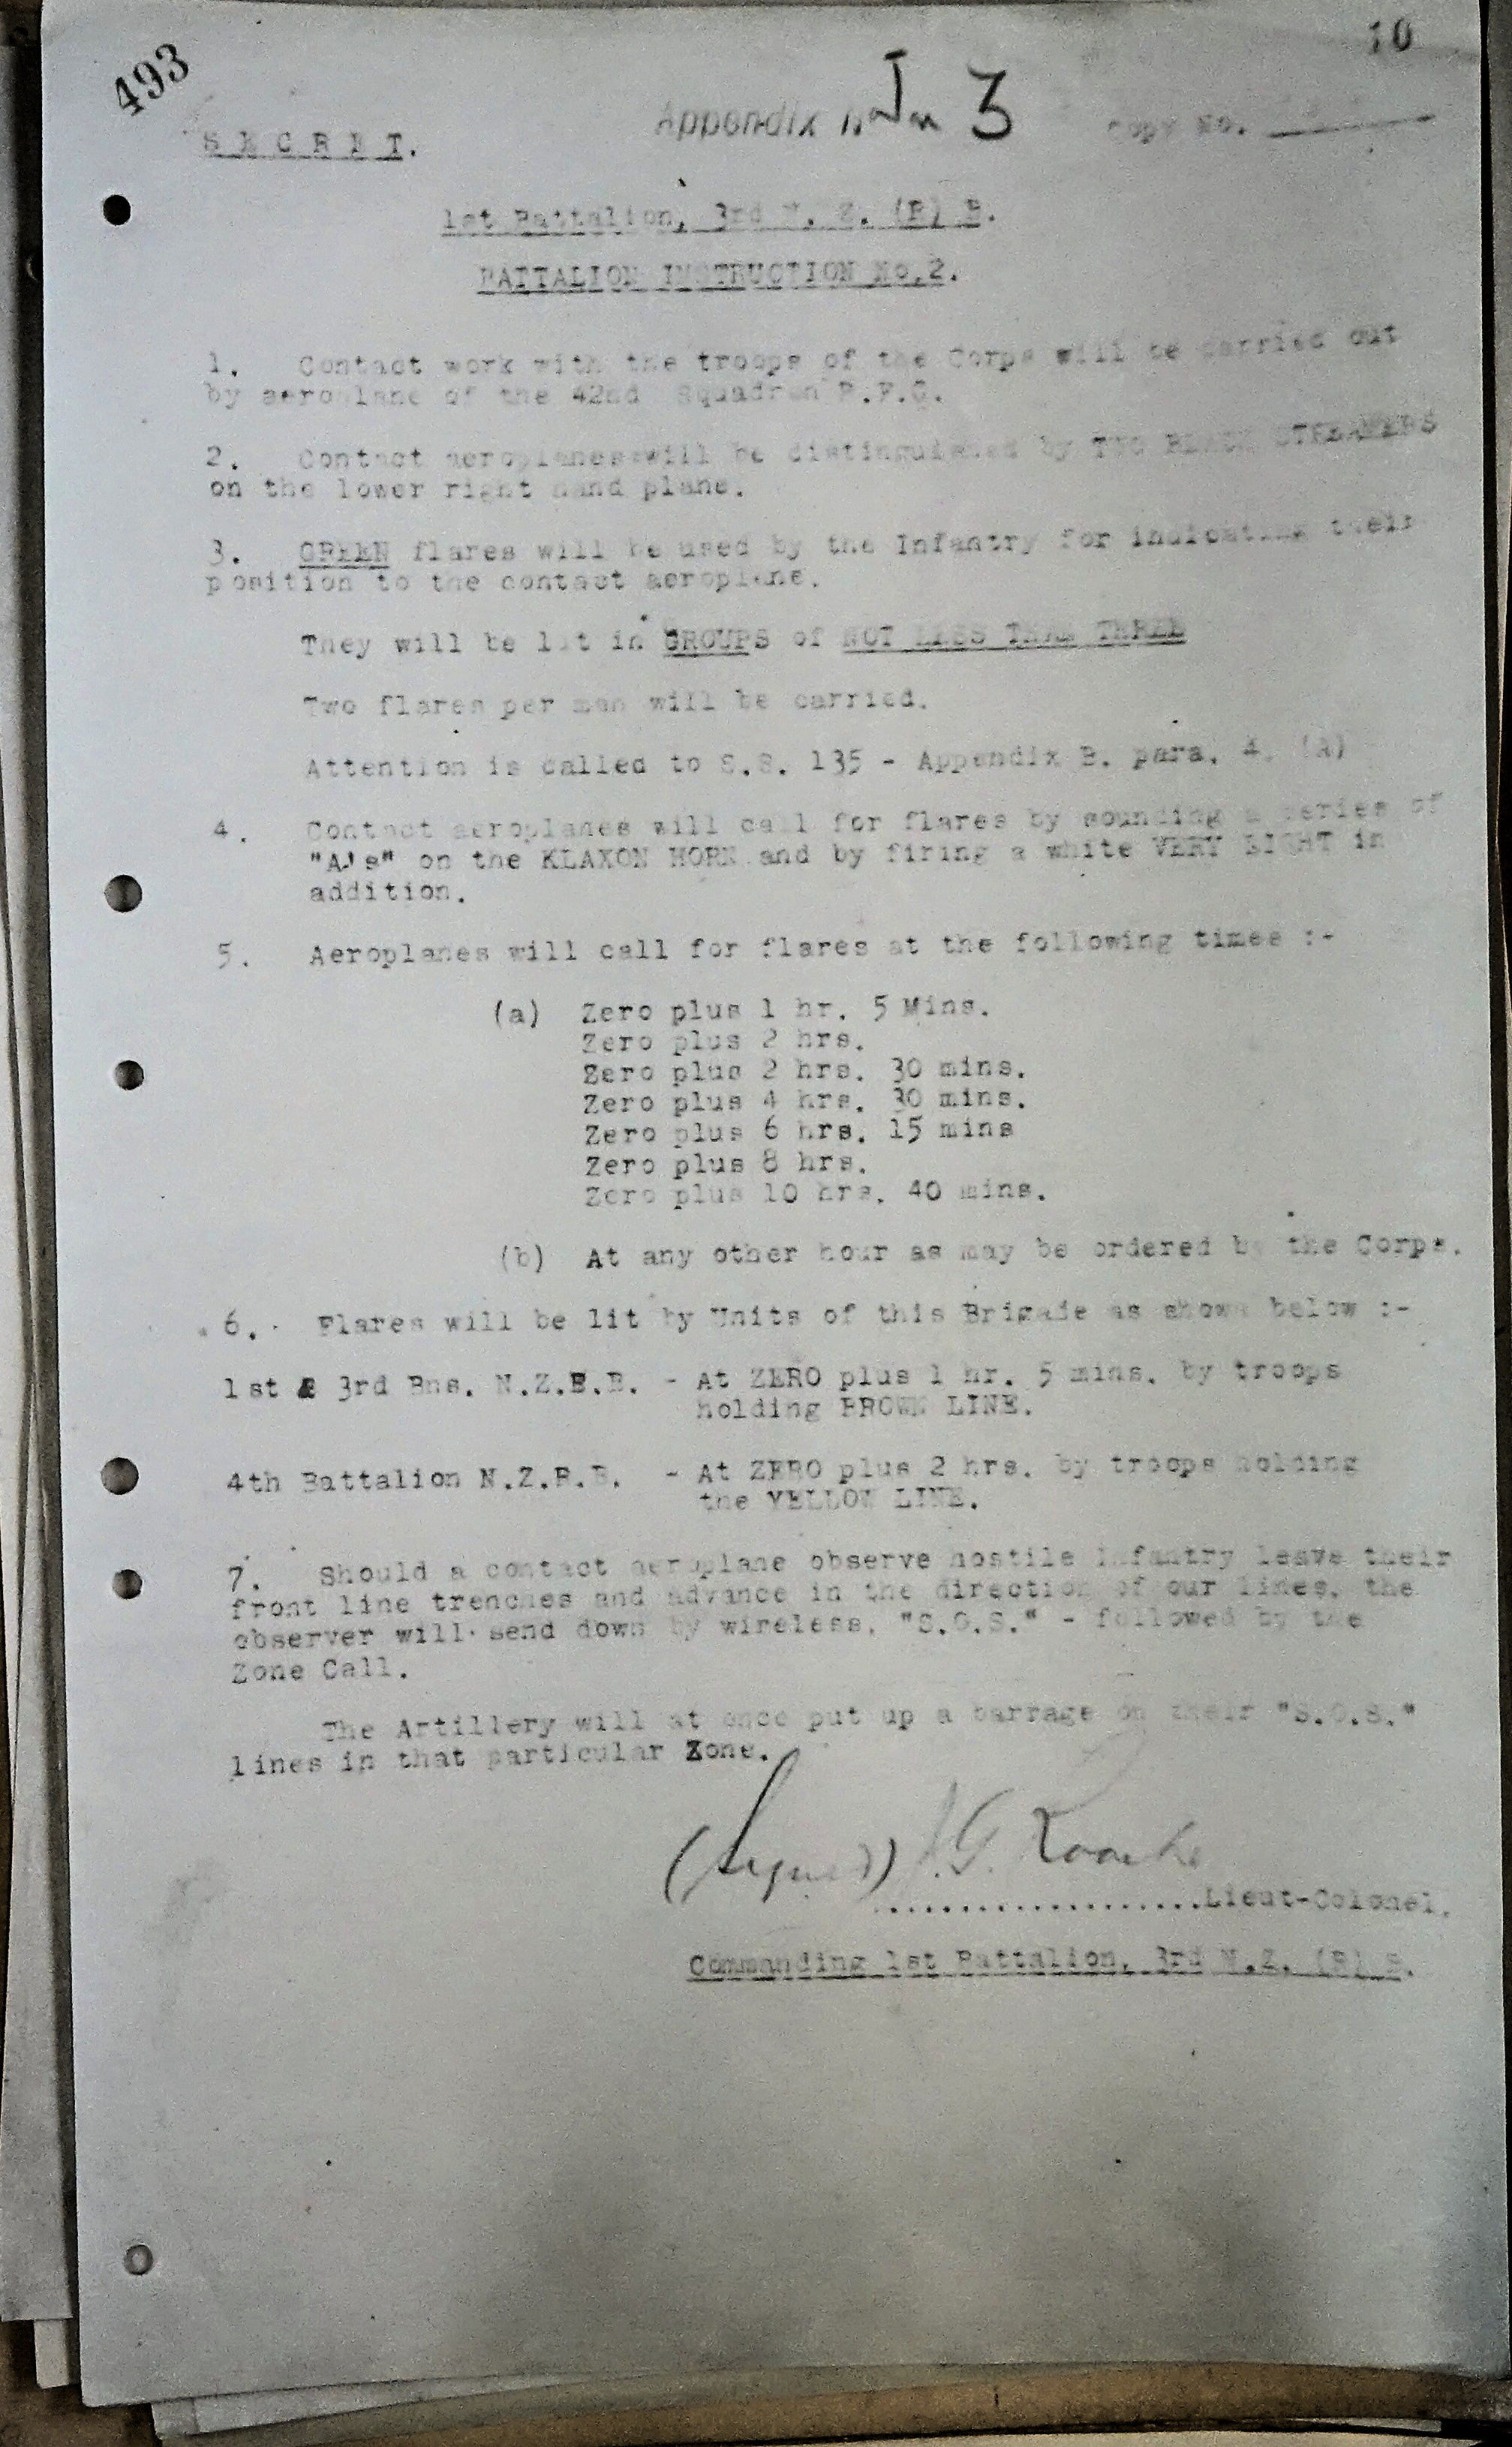 493
10
Appendix 3
Copy No.
S E C R E T.
1st Battalion, 3rd N. Z. (R) B.
BATTALION INSTRUCTION No.2.
1. Contact work with the troops of the Corps will be carried out
by aeroplane of the 42nd Squadron R.F.C.
2. Contact aeroplanes will be distinguished by TWO BLACK STREAMERS
on the lower right hand plane.
3. GREEN flares will be used by the Infantry for indicating their
position to the contact aeroplane.
They will be lit in GROUPS of NOT LESS THAN THREE
Two flares per man will be carried.
Attention is called to S.S. 135 - Appendix B. para. 4. (A)
4. Contact aeroplanes will call for flares by sounding a series of
"A's" on the KLAXON HORN and by firing a white VERY LIGHT in
addition.
5. Aeroplanes will call for flares at the following times :-
(a) Zero plus 1 hr. 5 Mins.
Zero plus 2 hrs.
Zero plus 2 hrs. 30 mins.
Zero plus 4 hrs. 30 mins.
Zero plus 6 hrs. 15 mins
Zero plus 8 hrs.
Zero plus 10 hrs. 40 mins.
(b) At any other hour as may be ordered by the Corps.
6. Flares will be lit by Units of this Brigade as shown below :-
1st & 3rd Bns. N.Z.R.B. - At ZERO plus 1 hr. 5 mins. by troops
holding BROWN LINE.
4th Battalion N.Z.R.B. - At ZERO plus 2 hrs. by troops holding
the YELLOW LINE.
7. Should a contact aeroplane observe hostile Infantry leave their
front line trenches and advance in the direction of our lines, the
observer will send down by wireless, "S.O.S." - followed by the
Zone Call.
The Artillery will at once put up a barrage on their "S.O.S."
lines in that particular Zone.
(Signed) G.
....................Lieut-Colonel.
Commanding 1st Battalion, 3rd N.Z. (R) B.